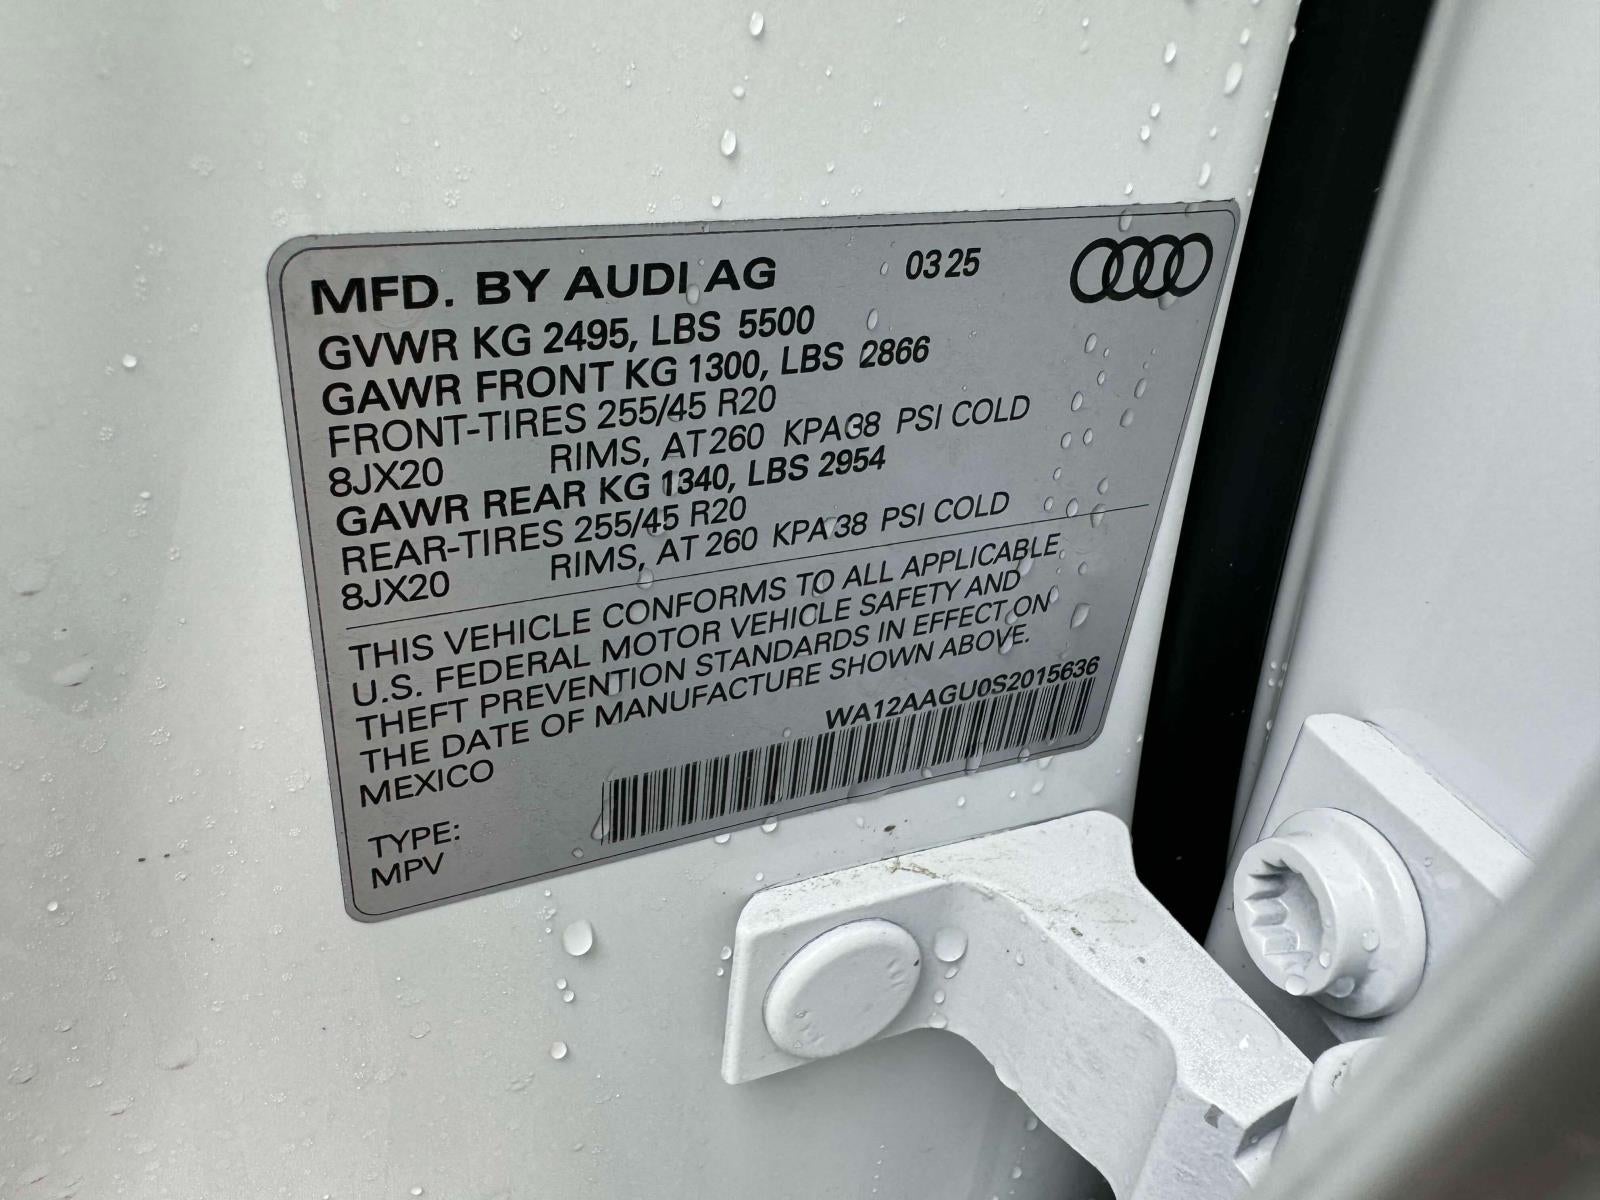 MFD. BY AUDI AG 03 25
GVWR KG 2495, LBS 5500
GAWR FRONT KG 1300, LBS 2866
FRONT-TIRES 255/45 R20
8JX20 RIMS, AT 260 KPA 38 PSI COLD
GAWR REAR KG 1340, LBS 2954
REAR-TIRES 255/45 R20
8JX20 RIMS, AT 260 KPA 38 PSI COLD
THIS VEHICLE CONFORMS TO ALL APPLICABLE
U.S. FEDERAL MOTOR VEHICLE SAFETY AND
THEFT PREVENTION STANDARDS IN EFFECT ON
THE DATE OF MANUFACTURE SHOWN ABOVE.
MEXICO
WA12AAGU0S2015636
TYPE:
MPV